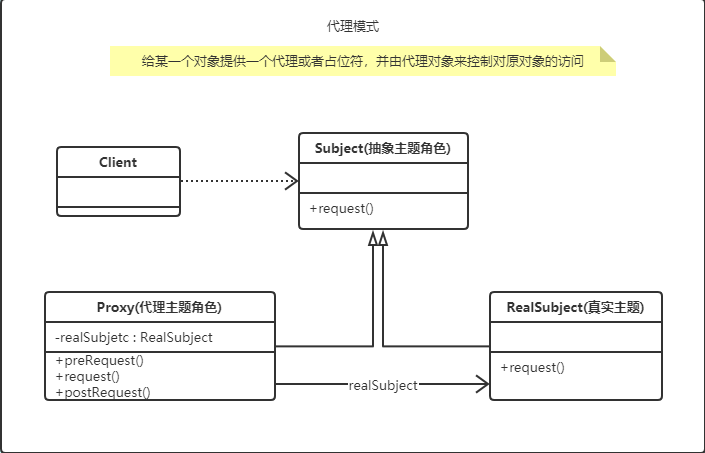 代理模式
给某一个对象提供一个代理或者占位符，并由代理对象来控制对原对象的访问
Client
Subject(抽象主题角色)
+request()
Proxy(代理主题角色)
-realSubjetc : RealSubject
+preRequest()
+request()
+postRequest()
realSubject
RealSubject(真实主题)
+request()